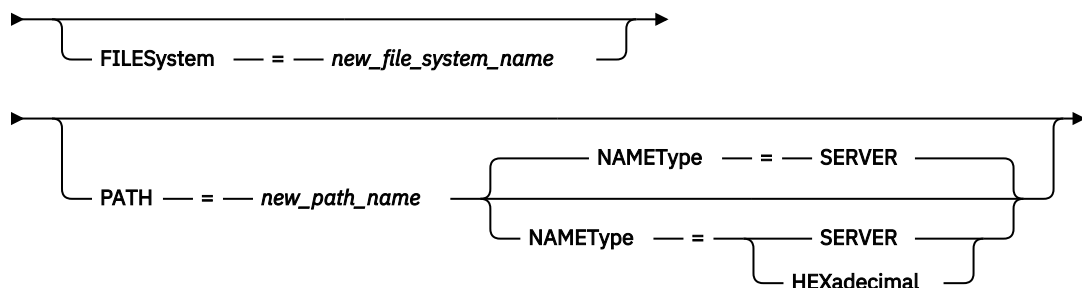 FILESystem = new_file_system_name
NAMEType = SERVER
PATH = new_path_name
NAMEType = SERVER
HEXadecimal